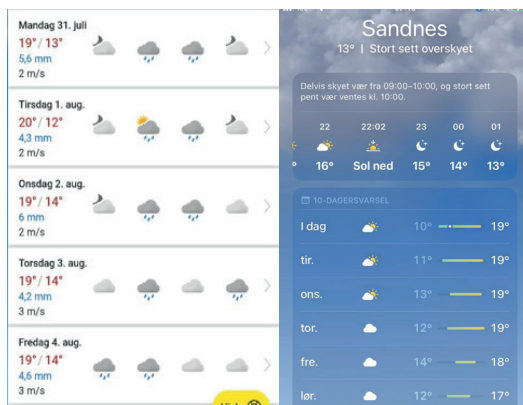 Mandag 31. juli
19°/13°
5,6 mm
2 m/s
Tirsdag 1. aug.
20°/12°
4,3 mm
2 m/s
Onsdag 2. aug.
19°/14°
6 mm
2 m/s
Torsdag 3. aug.
19°/14°
4,2 mm
3 m/s
Fredag 4. aug.
19°/14°
4,6 mm
3 m/s
Sandnes
13° | Stort sett overskyet
Delvis skyet vær fra 09:00–10:00, og stort sett
pent vær ventes kl. 10:00.
22 22:02 23 00 01
16° Sol ned 15° 14° 13°
10-DAGERSVARSEL
I dag 10° 19°
tir. 11° 19°
ons. 13° 19°
tor. 12° 19°
fre. 14° 18°
lør. 12° 17°